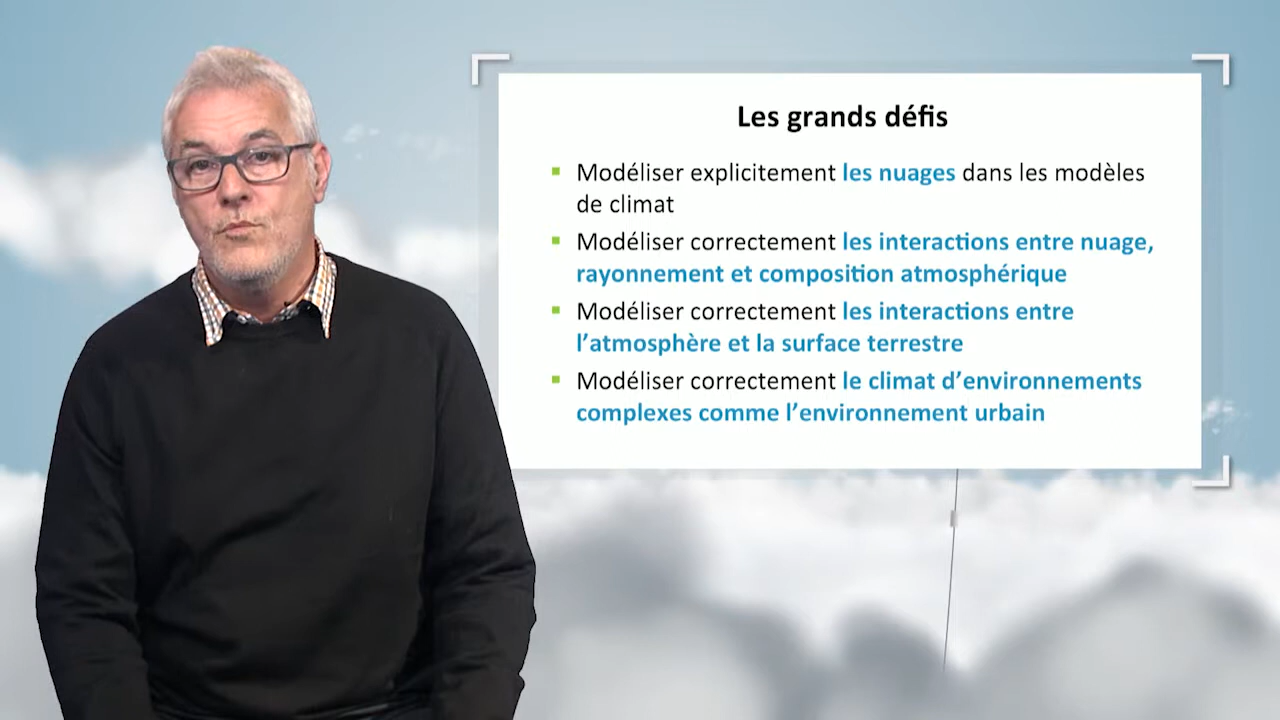 Les grands défis
Modéliser explicitement les nuages dans les modèles
de climat
Modéliser correctement les interactions entre nuage,
rayonnement et composition atmosphérique
Modéliser correctement les interactions entre
l’atmosphère et la surface terrestre
Modéliser correctement le climat d’environnements
complexes comme l’environnement urbain